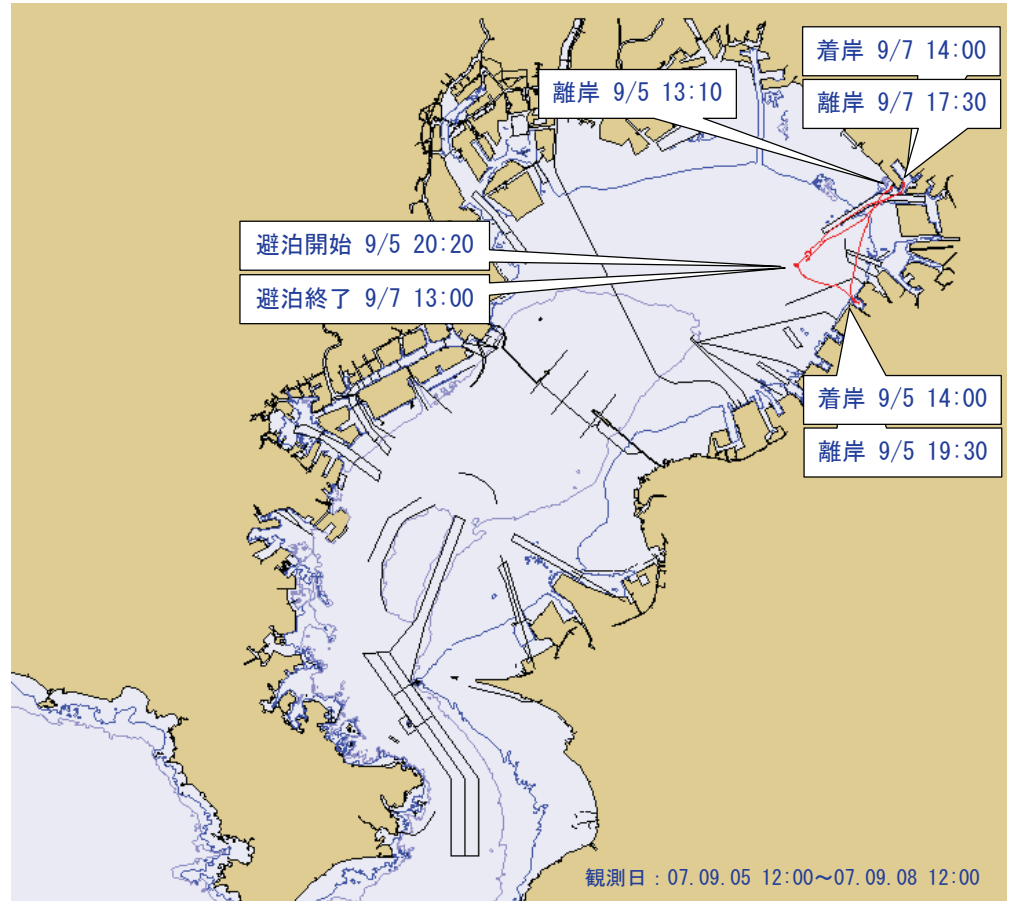 着岸 9/7 14:00
離岸 9/5 13:10
離岸 9/7 17:30
避泊開始 9/5 20:20
避泊終了 9/7 13:00
着岸 9/5 14:00
離岸 9/5 19:30
観測日：07.09.05 12:00～07.09.08 12:00